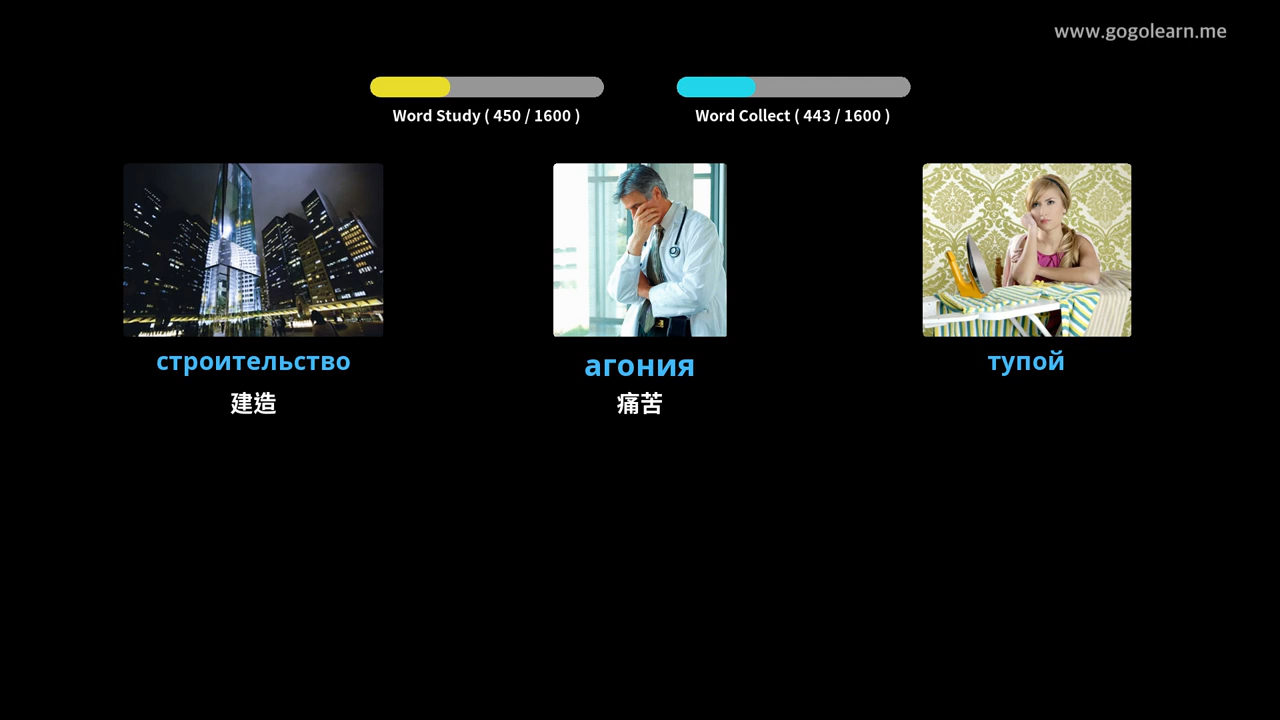 www.gogolearn.me
Word Study ( 450 / 1600 )
Word Collect ( 443 / 1600 )
строительство
агония
тупой
建造
痛苦